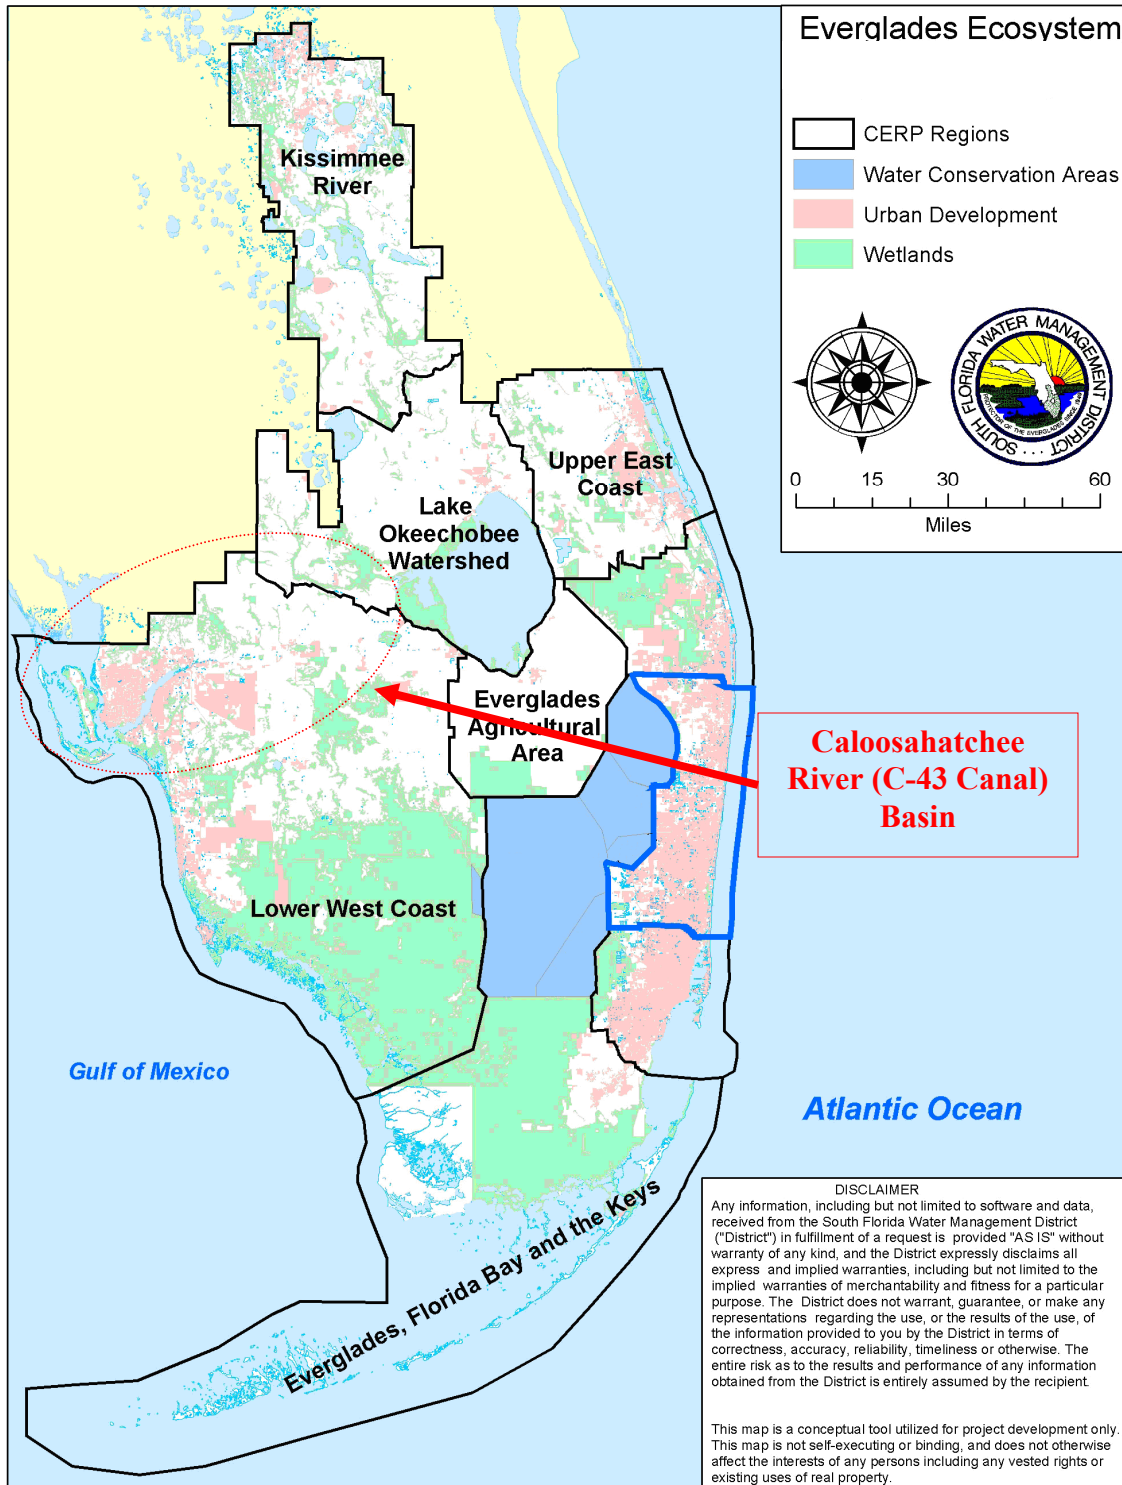 Everglades Ecosystem
CERP Regions
Water Conservation Areas
Urban Development
Wetlands
SOUTH FLORIDA WATER MANAGEMENT DISTRICT
PROTECTOR OF THE EVERGLADES SINCE 1949
0 15 30 60
Miles
Kissimmee
River
Upper East
Coast
Lake
Okeechobee
Watershed
Everglades
Agricultural
Area
Caloosahatchee
River (C-43 Canal)
Basin
Lower West Coast
Gulf of Mexico
Atlantic Ocean
Everglades, Florida Bay and the Keys
DISCLAIMER
Any information, including but not limited to software and data,
received from the South Florida Water Management District
("District") in fulfillment of a request is provided "AS IS" without
warranty of any kind, and the District expressly disclaims all
express and implied warranties, including but not limited to the
implied warranties of merchantability and fitness for a particular
purpose. The District does not warrant, guarantee, or make any
representations regarding the use, or the results of the use, of
the information provided to you by the District in terms of
correctness, accuracy, reliability, timeliness or otherwise. The
entire risk as to the results and performance of any information
obtained from the District is entirely assumed by the recipient.
This map is a conceptual tool utilized for project development only.
This map is not self-executing or binding, and does not otherwise
affect the interests of any persons including any vested rights or
existing uses of real property.